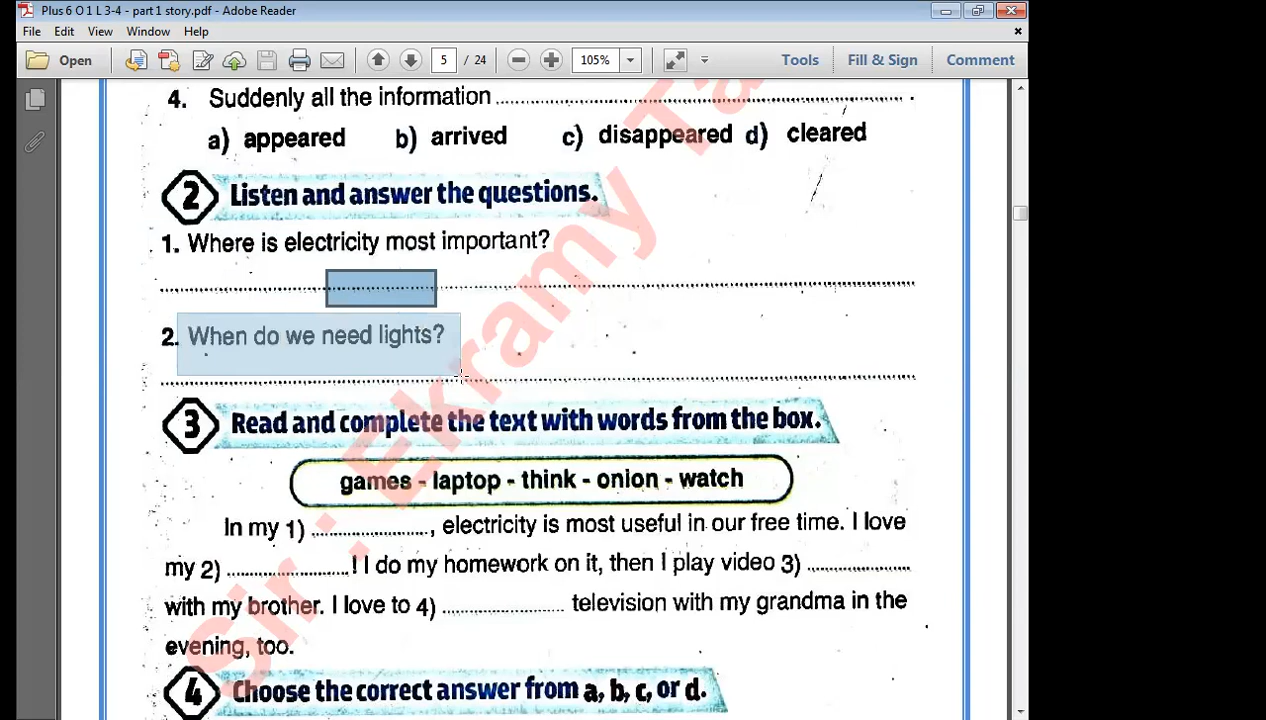 Plus 6 O 1 L 3-4 - part 1 story.pdf - Adobe Reader
File Edit View Window Help
Open 5 / 24 105% Tools Fill & Sign Comment
4. Suddenly all the information .
a) appeared b) arrived c) disappeared d) cleared
2 Listen and answer the questions.
1. Where is electricity most important?
2. When do we need lights?
3 Read and complete the text with words from the box.
games - laptop - think - onion - watch
In my 1) ................, electricity is most useful in our free time. I love
my 2) ................! I do my homework on it, then I play video 3) ................
with my brother. I love to 4) ................ television with my grandma in the
evening, too.
4 Choose the correct answer from a, b, c, or d.
Sir : Ekramy Ta